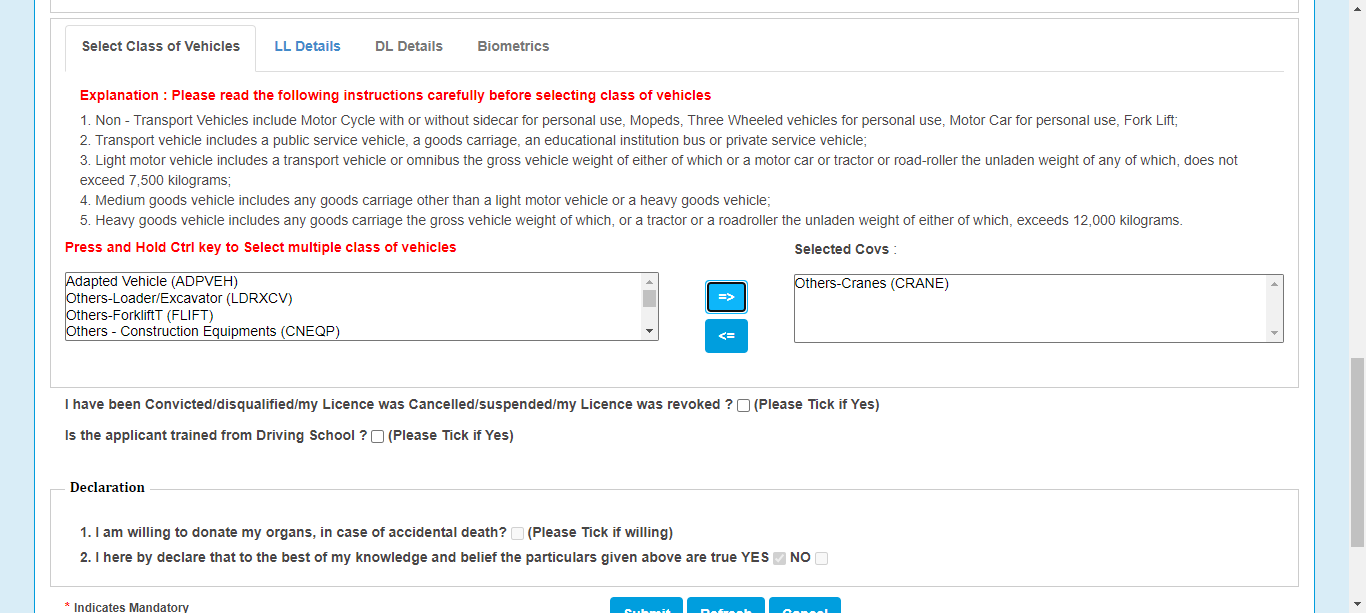 Select Class of Vehicles LL Details DL Details Biometrics
Explanation : Please read the following instructions carefully before selecting class of vehicles
1. Non - Transport Vehicles include Motor Cycle with or without sidecar for personal use, Mopeds, Three Wheeled vehicles for personal use, Motor Car for personal use, Fork Lift;
2. Transport vehicle includes a public service vehicle, a goods carriage, an educational institution bus or private service vehicle;
3. Light motor vehicle includes a transport vehicle or omnibus the gross vehicle weight of either of which or a motor car or tractor or road-roller the unladen weight of any of which, does not
exceed 7,500 kilograms;
4. Medium goods vehicle includes any goods carriage other than a light motor vehicle or a heavy goods vehicle;
5. Heavy goods vehicle includes any goods carriage the gross vehicle weight of which, or a tractor or a roadroller the unladen weight of either of which, exceeds 12,000 kilograms.
Press and Hold Ctrl key to Select multiple class of vehicles
Selected Covs :
Adapted Vehicle (ADPVEH)
Others-Loader/Excavator (LDRXCV)
Others-ForkliftT (FLIFT)
Others - Construction Equipments (CNEQP)
=>
<=
Others-Cranes (CRANE)
I have been Convicted/disqualified/my Licence was Cancelled/suspended/my Licence was revoked ? (Please Tick if Yes)
Is the applicant trained from Driving School ? (Please Tick if Yes)
Declaration
1. I am willing to donate my organs, in case of accidental death? (Please Tick if willing)
2. I here by declare that to the best of my knowledge and belief the particulars given above are true YES NO
* Indicates Mandatory
Submit Refresh Cancel